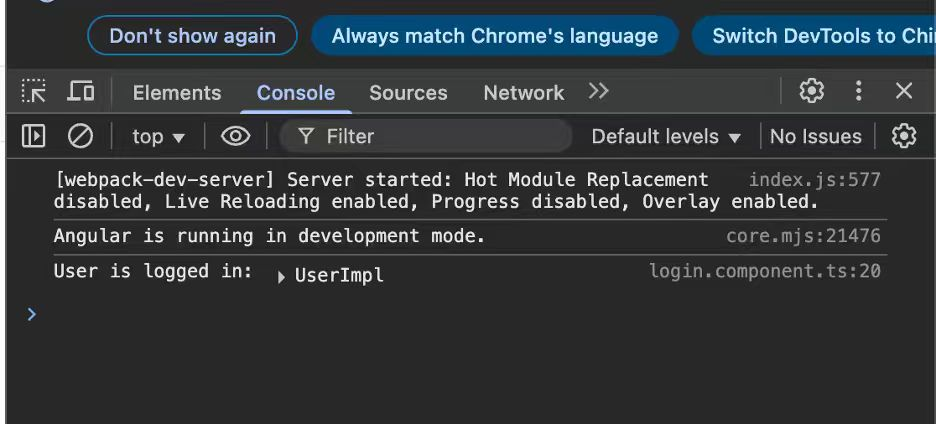 Don't show again Always match Chrome's language Switch DevTools to Chi
Elements Console Sources Network
top Filter Default levels No Issues
[webpack-dev-server] Server started: Hot Module Replacement index.js:577
disabled, Live Reloading enabled, Progress disabled, Overlay enabled.
Angular is running in development mode. core.mjs:21476
User is logged in: UserImpl login.component.ts:20